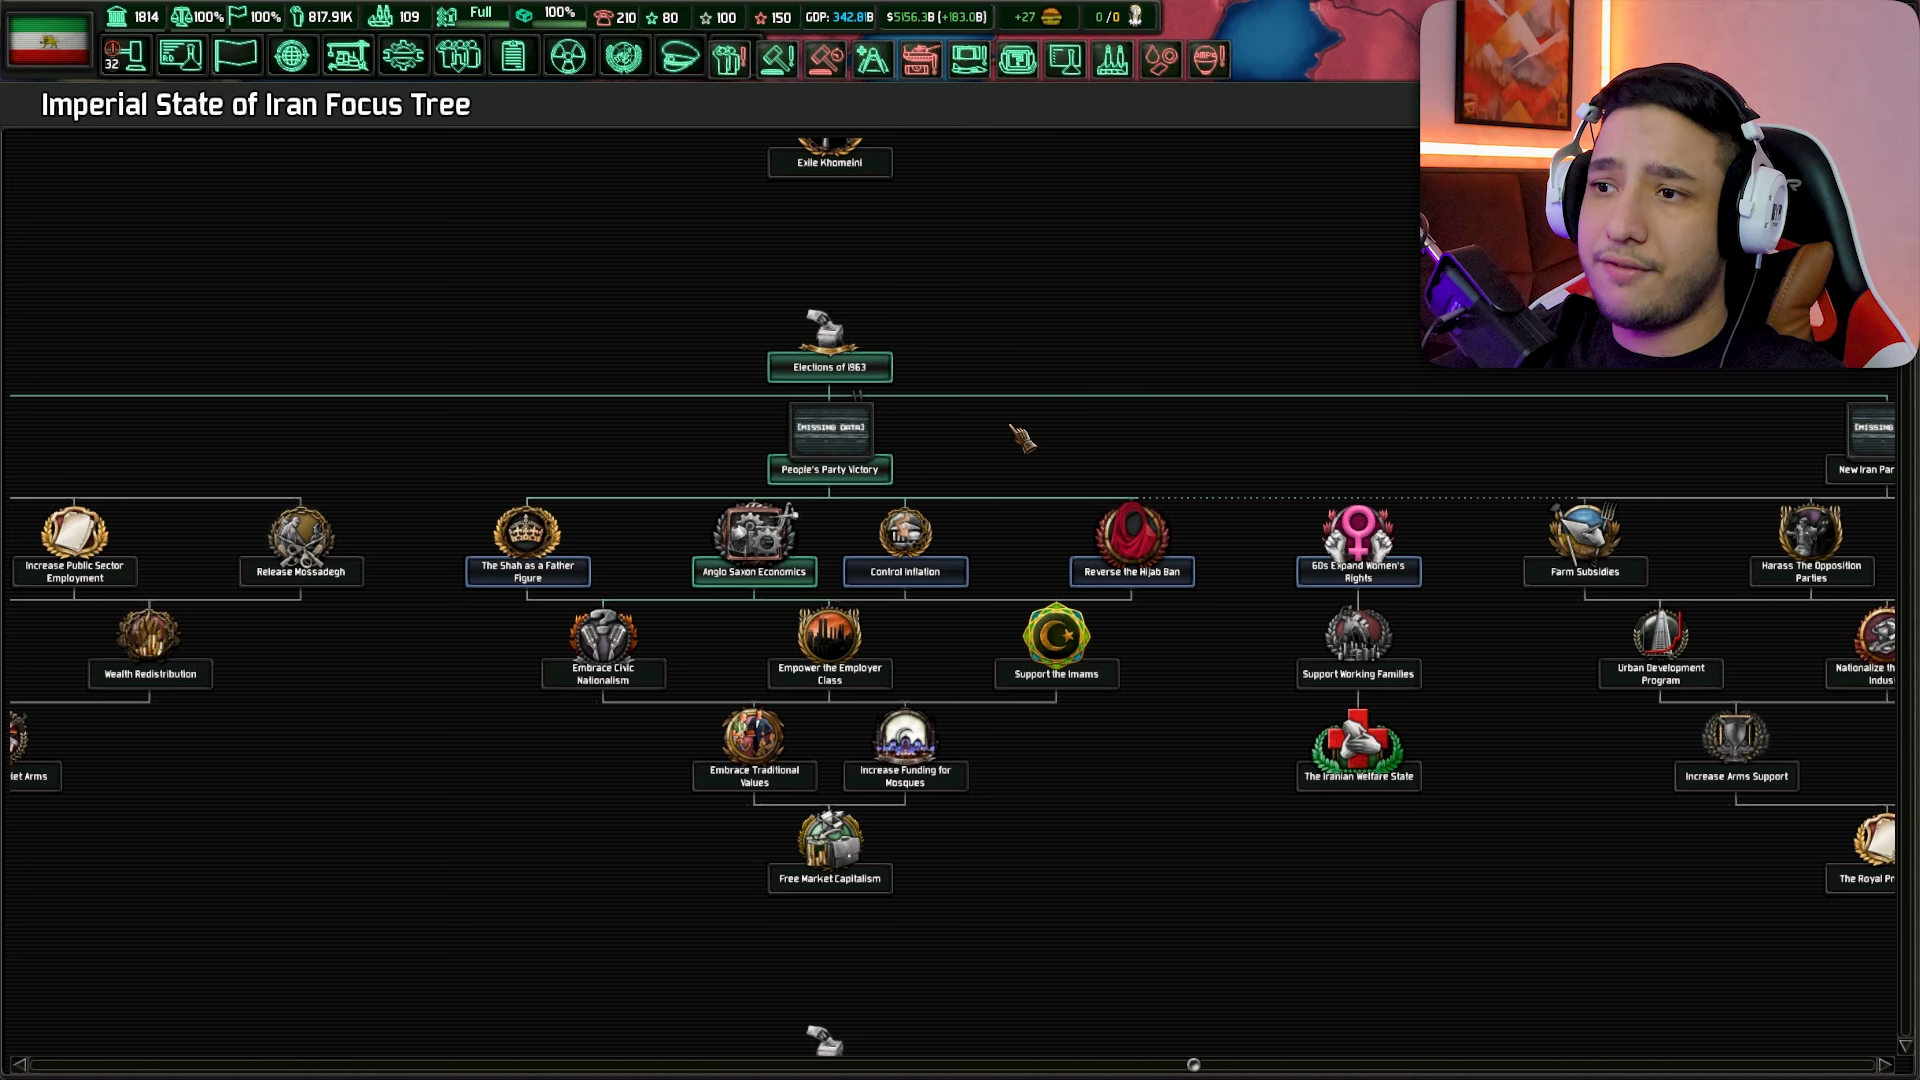 1814 100% 100% 817.91K 109 Full 100% 210 80 100 150 GDP: 342.81B $5156.3B (+183.0B) +27 0 / 0
32
Imperial State of Iran Focus Tree
Exile Khomeini
Elections of 1963
[MISSING DATA]
[MISSING
People's Party Victory
New Iran Par
Increase Public Sector
Employment
Release Mossadegh
The Shah as a Father
Figure
Anglo Saxon Economics
Control Inflation
Reverse the Hijab Ban
60s Expand Women's
Rights
Farm Subsidies
Harass The Opposition
Parties
Wealth Redistribution
Embrace Civic
Nationalism
Empower the Employer
Class
Support the Imams
Support Working Families
Urban Development
Program
Nationalize th
Indust
iet Arms
Embrace Traditional
Values
Increase Funding for
Mosques
The Iranian Welfare State
Increase Arms Support
Free Market Capitalism
The Royal Pr